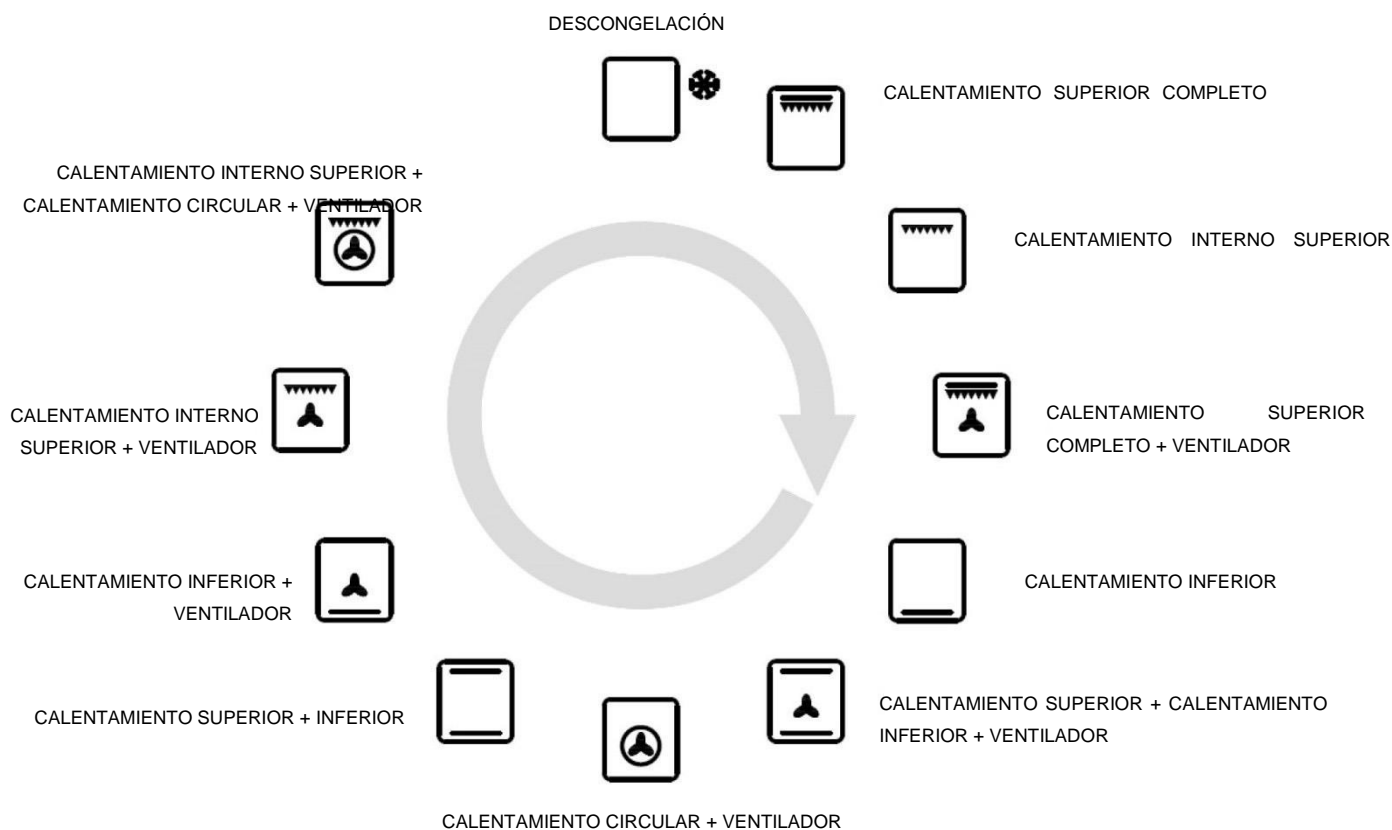 DESCONGELACIÓN
CALENTAMIENTO SUPERIOR COMPLETO
CALENTAMIENTO INTERNO SUPERIOR +
CALENTAMIENTO CIRCULAR + VENTILADOR
CALENTAMIENTO INTERNO SUPERIOR
CALENTAMIENTO INTERNO
SUPERIOR + VENTILADOR
CALENTAMIENTO SUPERIOR
COMPLETO + VENTILADOR
CALENTAMIENTO INFERIOR +
VENTILADOR
CALENTAMIENTO INFERIOR
CALENTAMIENTO SUPERIOR + INFERIOR
CALENTAMIENTO SUPERIOR + CALENTAMIENTO
INFERIOR + VENTILADOR
CALENTAMIENTO CIRCULAR + VENTILADOR